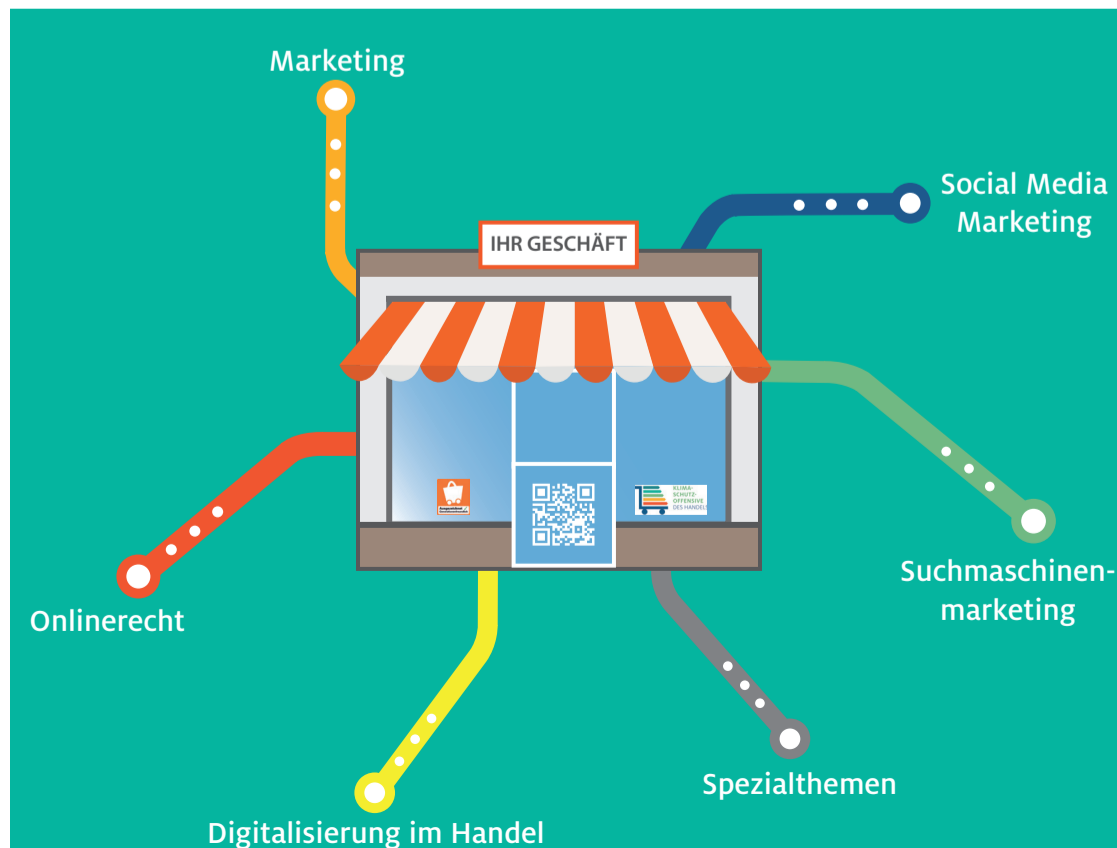 Marketing
Social Media
Marketing
IHR GESCHÄFT
KLIMA-
SCHUTZ-
OFFENSIVE
DES HANDELS
Suchmaschinen-
marketing
Onlinerecht
Spezialthemen
Digitalisierung im Handel